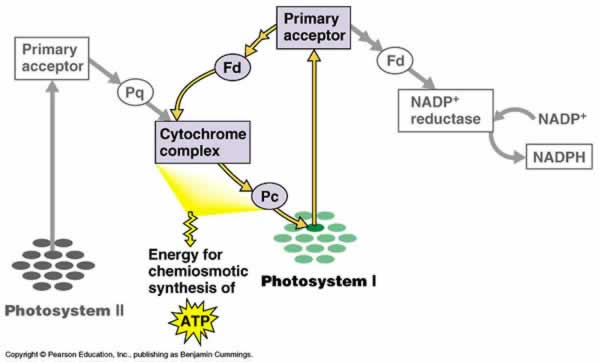 Primary
acceptor
Primary
acceptor
Fd
Fd
Pq
NADP⁺
reductase
NADP⁺
NADPH
Cytochrome
complex
Pc
Energy for
chemiosmotic
synthesis of
ATP
Photosystem I
Photosystem II
Copyright © Pearson Education, Inc., publishing as Benjamin Cummings.